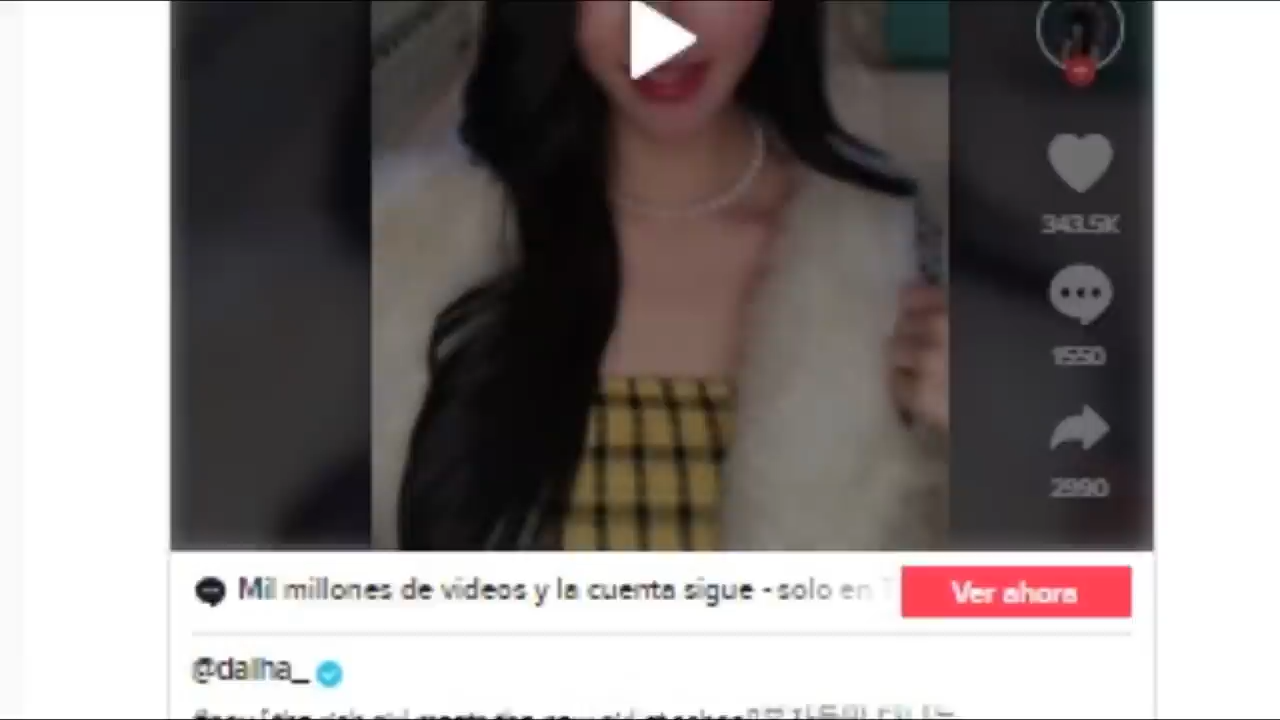 343.5K
1550
2990
Mil millones de videos y la cuenta sigue - solo en
Ver ahora
@dalha_